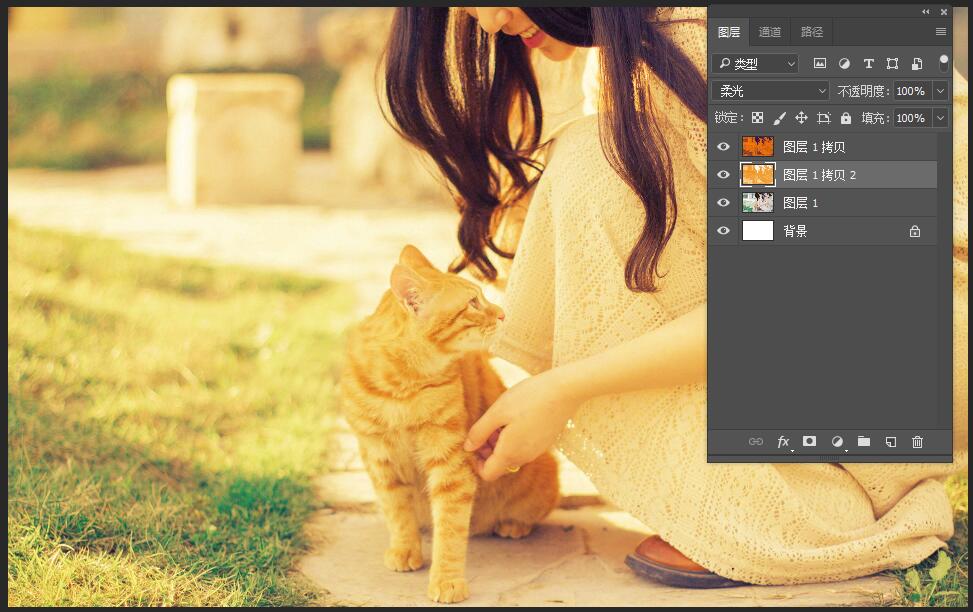 图层 通道 路径
类型
柔光 不透明度: 100%
锁定: 填充: 100%
图层 1 拷贝
图层 1 拷贝 2
图层 1
背景
fx